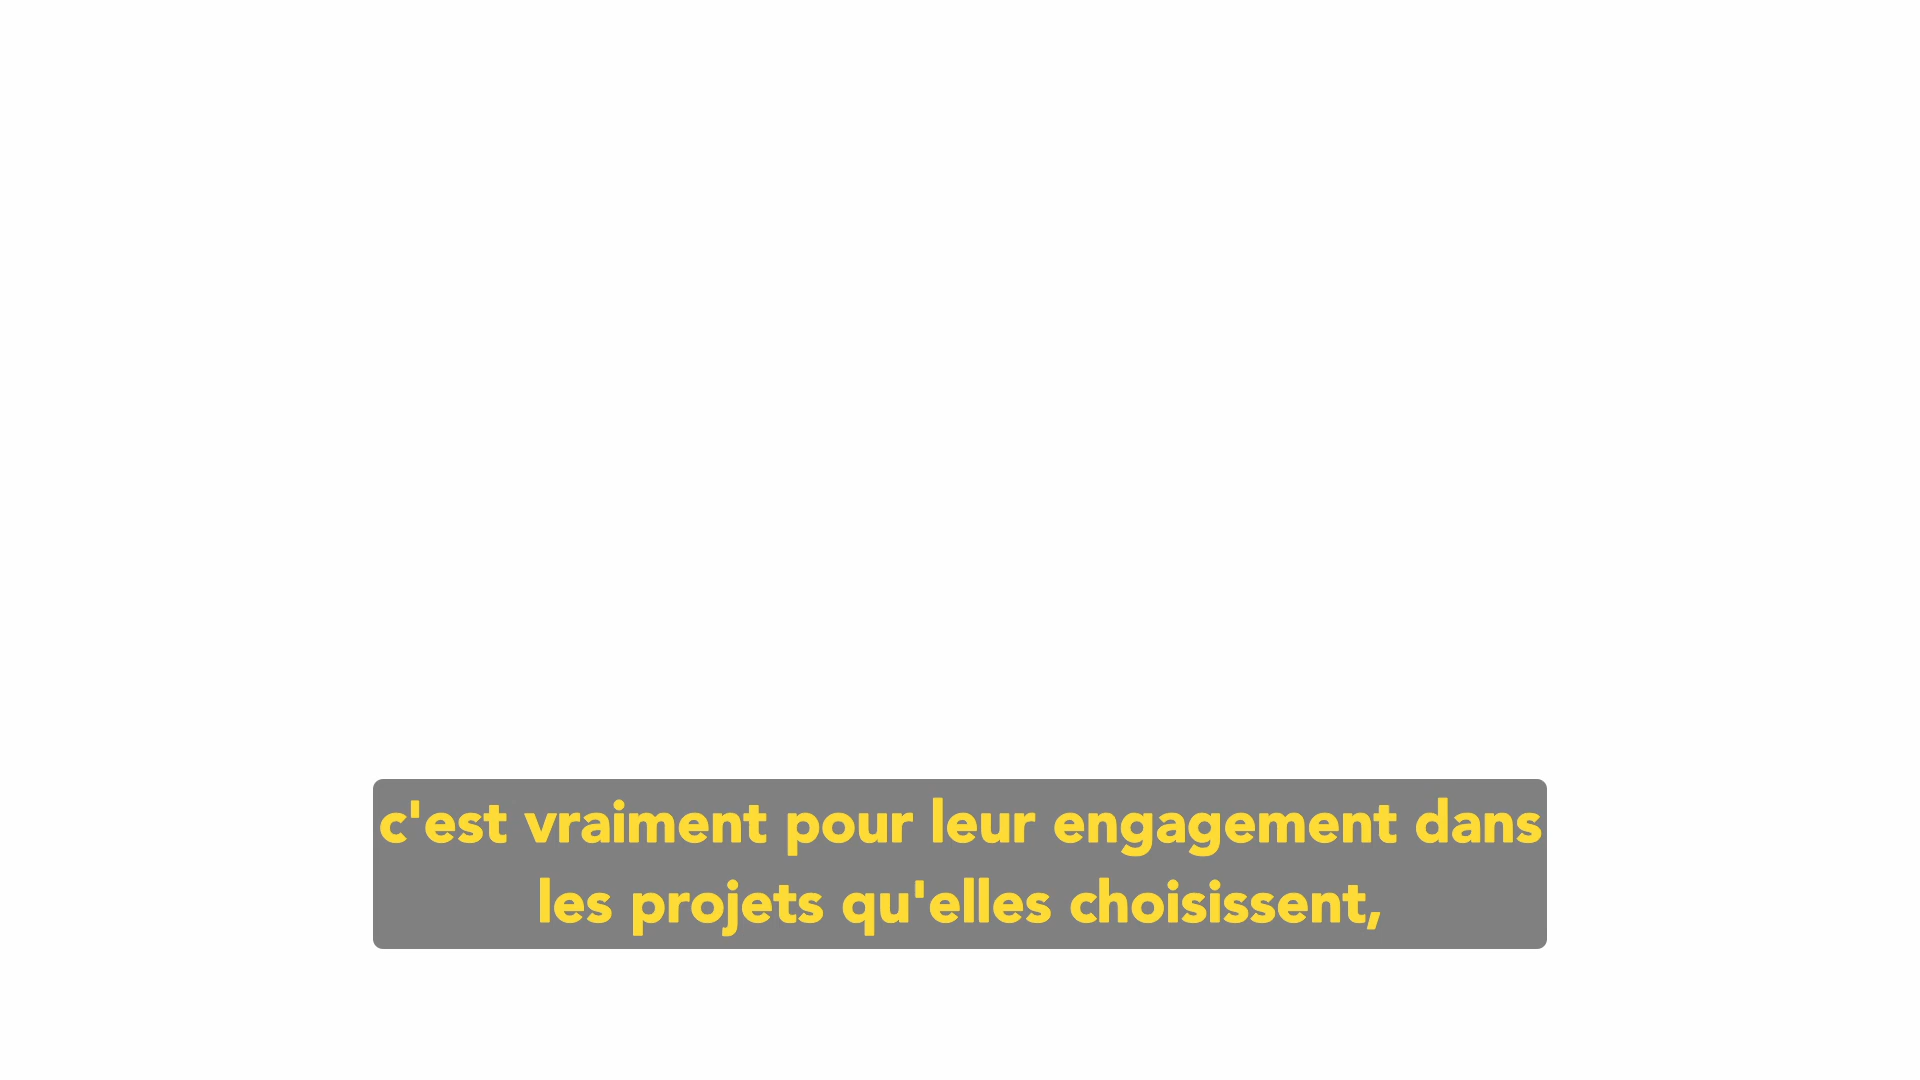 c'est vraiment pour leur engagement dans
les projets qu'elles choisissent,